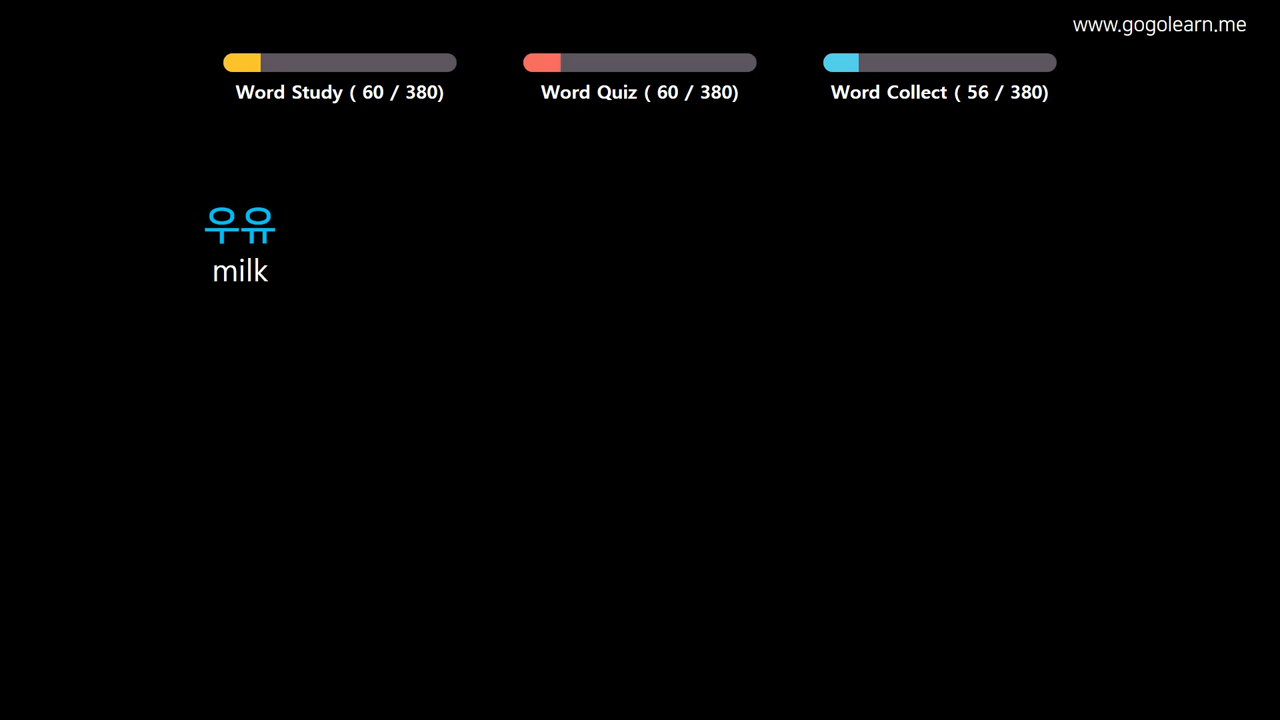 www.gogolearn.me
Word Study ( 60 / 380)
Word Quiz ( 60 / 380)
Word Collect ( 56 / 380)
우유
milk